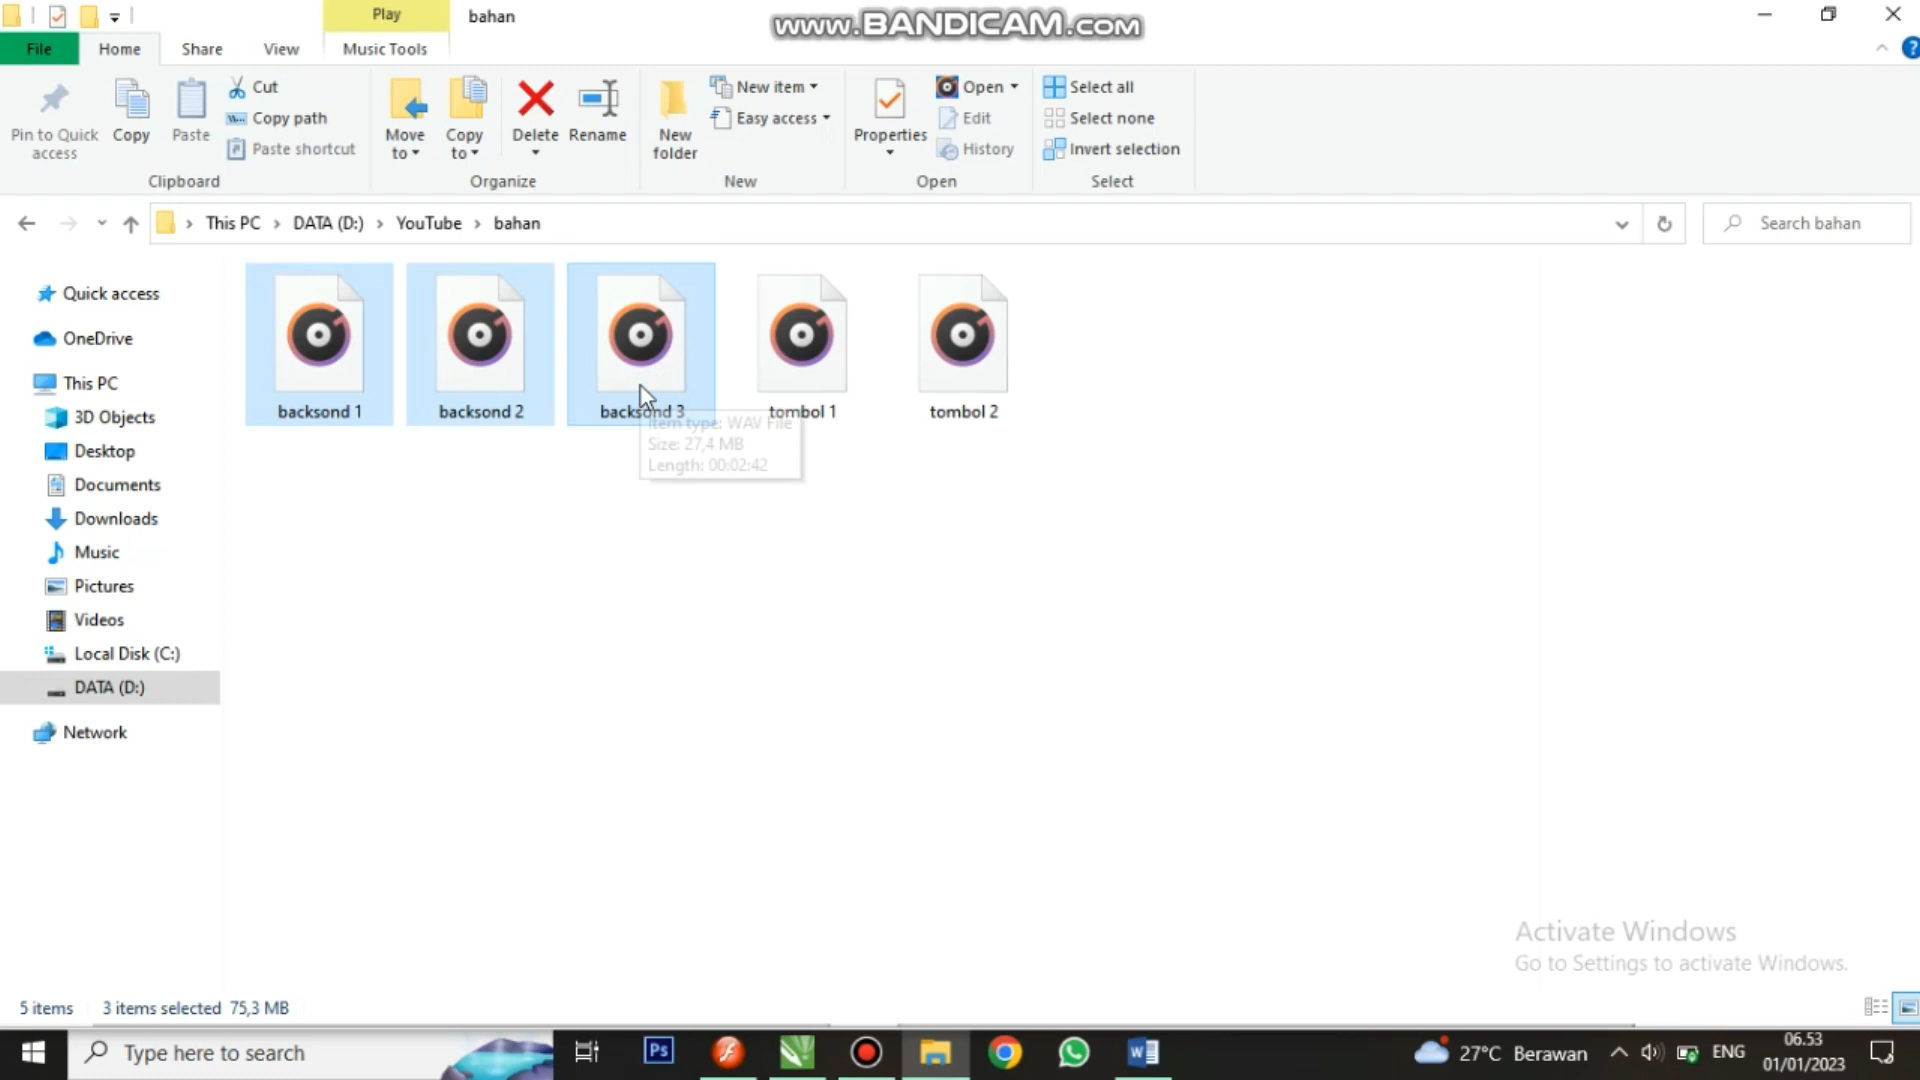 Play
bahan
www.BANDICAM.com
File
Home
Share
View
Music Tools
Pin to Quick access
Copy
Paste
Cut
Copy path
Paste shortcut
Clipboard
Move to
Copy to
Delete
Rename
Organize
New folder
New item
Easy access
New
Properties
Open
Edit
History
Open
Select all
Select none
Invert selection
Select
This PC > DATA (D:) > YouTube > bahan
Search bahan
Quick access
OneDrive
This PC
3D Objects
Desktop
Documents
Downloads
Music
Pictures
Videos
Local Disk (C:)
DATA (D:)
Network
backsond 1
backsond 2
backsond 3
tombol 1
tombol 2
Item type: WAV File
Size: 27,4 MB
Length: 00:02:42
Activate Windows
Go to Settings to activate Windows.
5 items
3 items selected 75,3 MB
Type here to search
Ps
27°C Berawan
ENG
06.53
01/01/2023